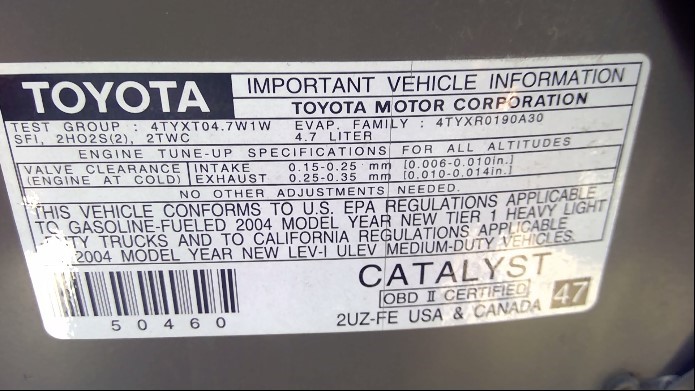 TOYOTA
IMPORTANT VEHICLE INFORMATION
TOYOTA MOTOR CORPORATION
TEST GROUP : 4TYXT04.7W1W EVAP. FAMILY : 4TYXR0190A30
SFI, 2HO2S(2), 2TWC 4.7 LITER
ENGINE TUNE-UP SPECIFICATIONS FOR ALL ALTITUDES
VALVE CLEARANCE INTAKE 0.15-0.25 mm [0.006-0.010in.]
(ENGINE AT COLD) EXHAUST 0.25-0.35 mm [0.010-0.014in.]
NO OTHER ADJUSTMENTS NEEDED.
THIS VEHICLE CONFORMS TO U.S. EPA REGULATIONS APPLICABLE
TO GASOLINE-FUELED 2004 MODEL YEAR NEW TIER 1 HEAVY LIGHT
DUTY TRUCKS AND TO CALIFORNIA REGULATIONS APPLICABLE
2004 MODEL YEAR NEW LEV-I ULEV MEDIUM-DUTY VEHICLES.
CATALYST
OBD II CERTIFIED 47
50460
2UZ-FE USA & CANADA